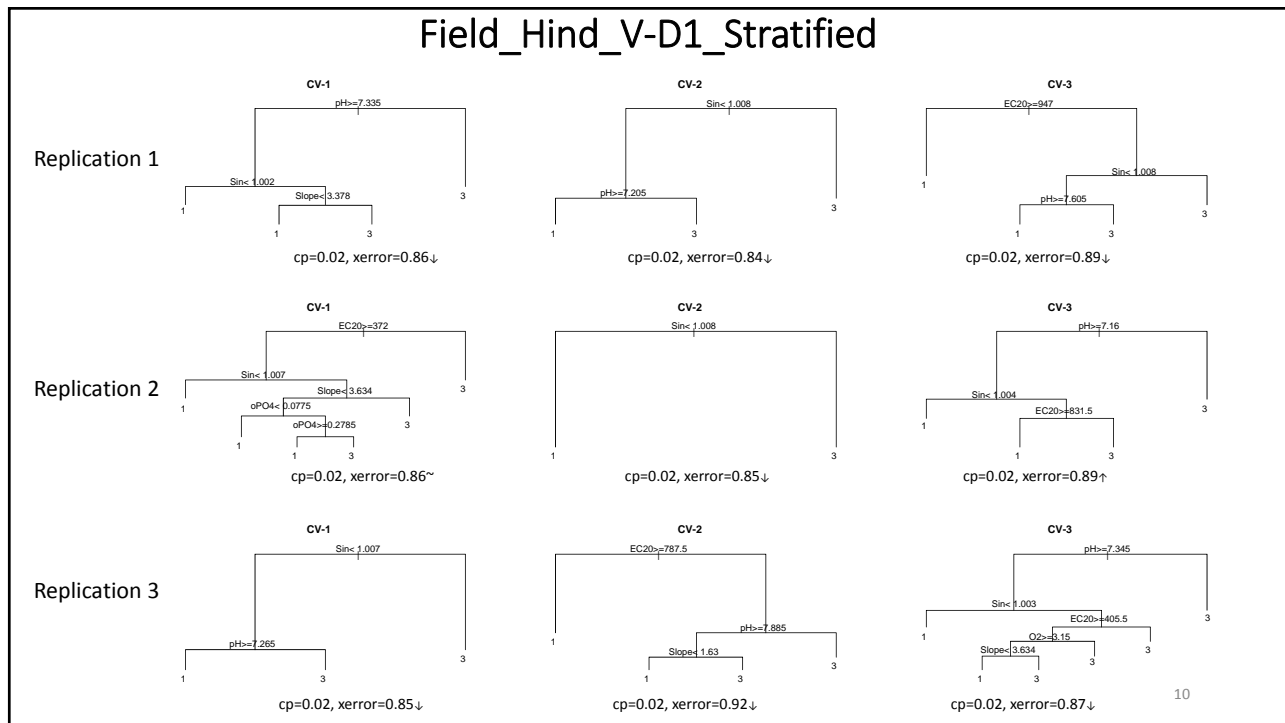 Field_Hind_V-D1_Stratified
Replication 1
CV-1
pH>=7.335
Sin< 1.002
Slope< 3.378
1
1
3
3
cp=0.02, xerror=0.86↓
CV-2
Sin< 1.008
pH>=7.205
1
3
3
cp=0.02, xerror=0.84↓
CV-3
EC20>=947
Sin< 1.008
pH>=7.605
1
1
3
3
cp=0.02, xerror=0.89↓
Replication 2
CV-1
EC20>=372
Sin< 1.007
Slope< 3.634
oPO4< 0.0775
oPO4>=0.2785
1
1
1
3
3
3
cp=0.02, xerror=0.86~
CV-2
Sin< 1.008
1
3
cp=0.02, xerror=0.85↓
CV-3
pH>=7.16
Sin< 1.004
EC20>=831.5
1
1
3
3
cp=0.02, xerror=0.89↑
Replication 3
CV-1
Sin< 1.007
pH>=7.265
1
3
3
cp=0.02, xerror=0.85↓
CV-2
EC20>=787.5
pH>=7.885
Slope< 1.63
1
1
3
3
cp=0.02, xerror=0.92↓
CV-3
pH>=7.345
Sin< 1.003
EC20>=405.5
O2>=3.15
Slope< 3.634
1
1
3
3
3
3
cp=0.02, xerror=0.87↓
10